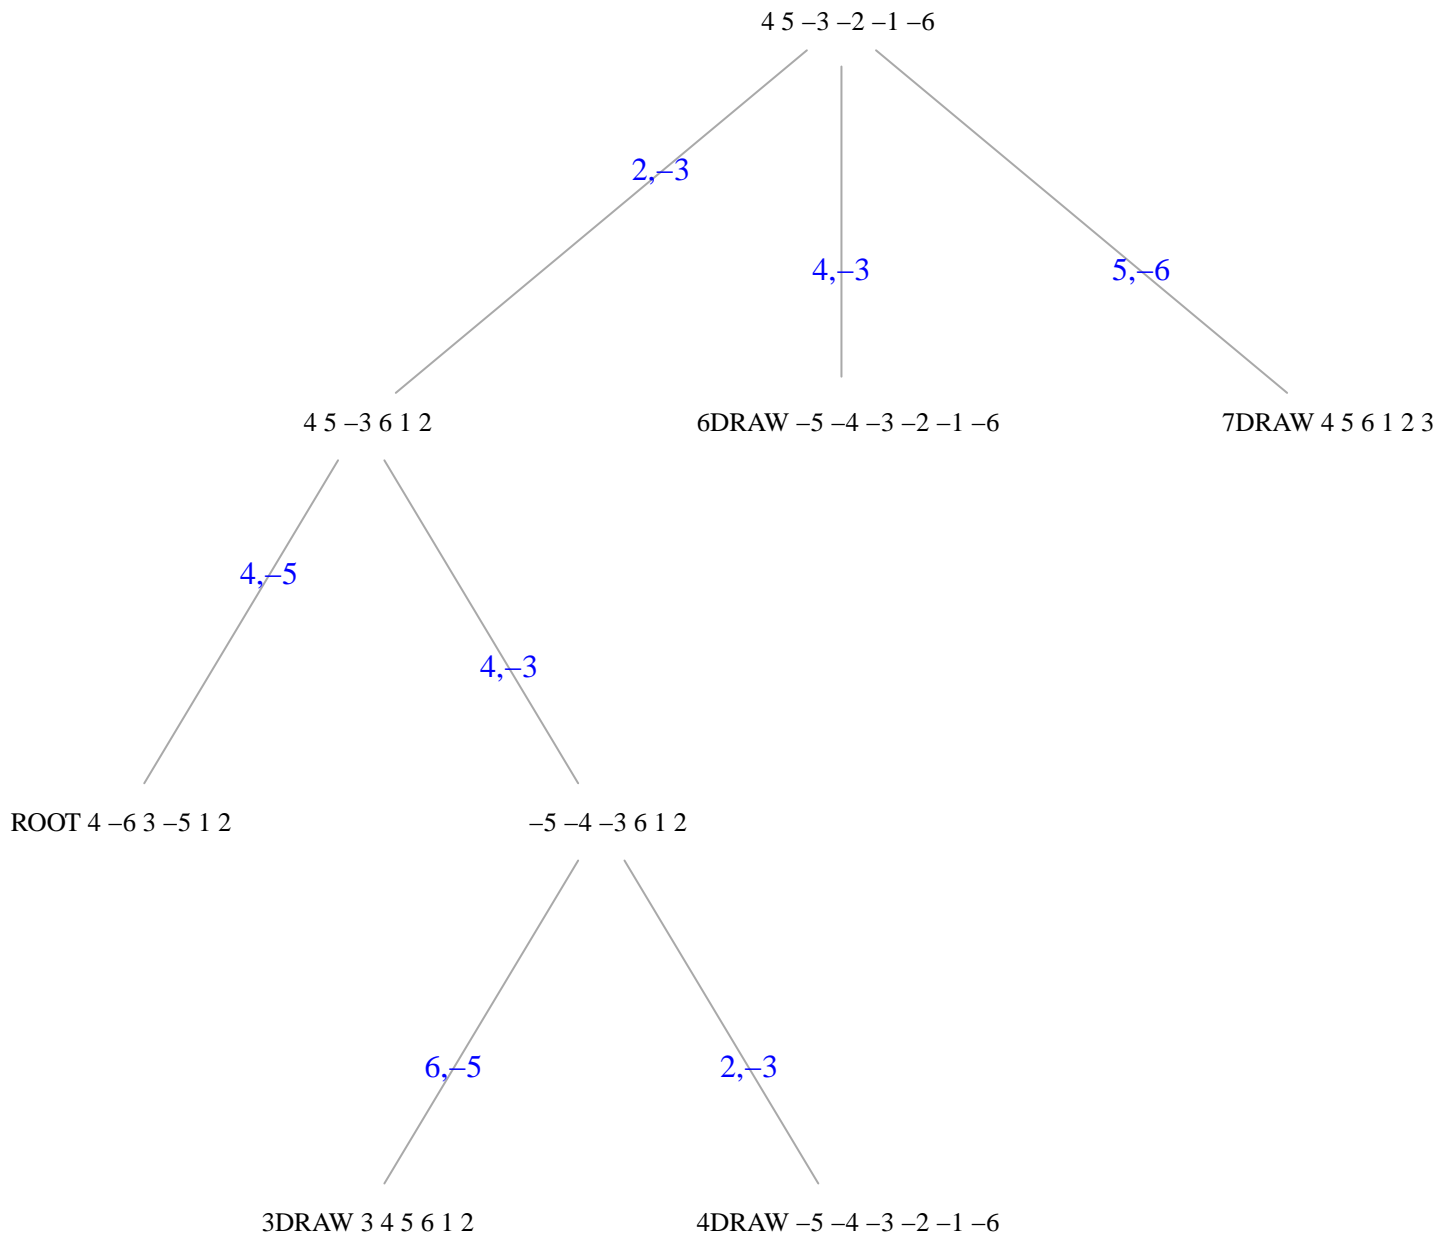 4 5 –3 –2 –1 –6
2,–3
4,–3
5,–6
4 5 –3 6 1 2
6DRAW –5 –4 –3 –2 –1 –6
7DRAW 4 5 6 1 2 3
4,–5
4,–3
ROOT 4 –6 3 –5 1 2
–5 –4 –3 6 1 2
6,–5
2,–3
3DRAW 3 4 5 6 1 2
4DRAW –5 –4 –3 –2 –1 –6